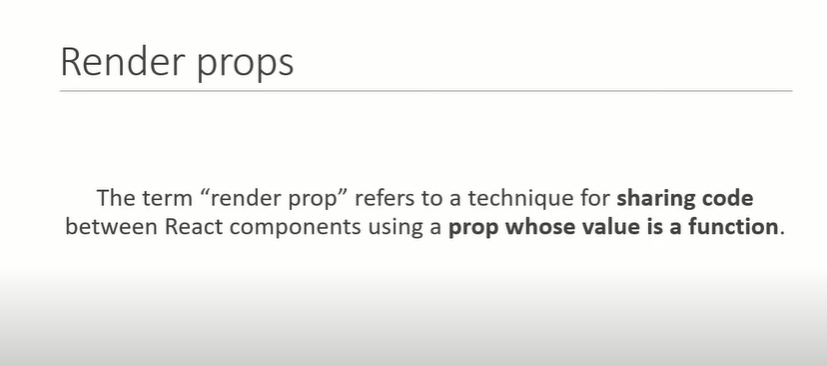 Render props
The term “render prop” refers to a technique for sharing code
between React components using a prop whose value is a function.